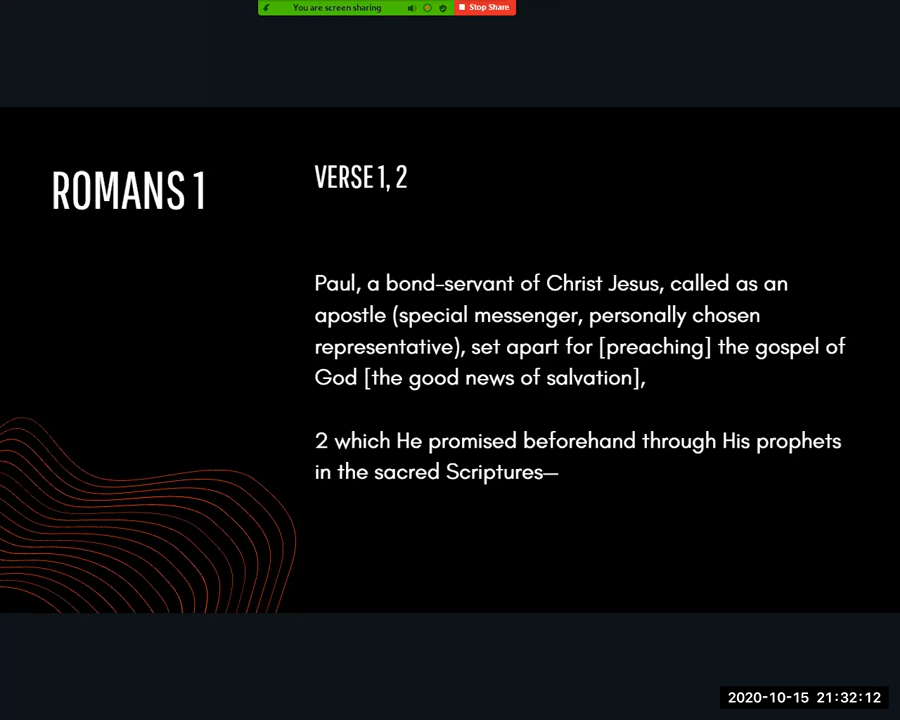 You are screen sharing
Stop Share
ROMANS 1
VERSE 1, 2
Paul, a bond-servant of Christ Jesus, called as an
apostle (special messenger, personally chosen
representative), set apart for [preaching] the gospel of
God [the good news of salvation],
2 which He promised beforehand through His prophets
in the sacred Scriptures—
2020-10-15 21:32:12